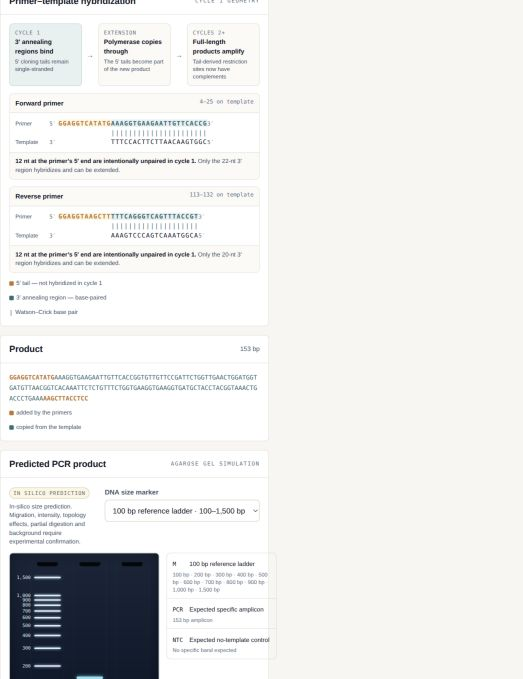 Primer–template hybridization
CYCLE 1 GEOMETRY
CYCLE 1
3′ annealing
regions bind
5′ cloning tails remain
single-stranded
→
EXTENSION
Polymerase copies
through
The 5′ tails become part
of the new product
→
CYCLES 2+
Full-length
products amplify
Tail-derived restriction
sites now have
complements
Forward primer
4–25 on template
Primer 5′ GGAGGTCATATGAAAGGTGAAGAATTGTTCACCG 3′
||||||||||||||||||||||
Template 3′ TTTCCACTTCTTAACAAGTGGC 5′
12 nt at the primer's 5′ end are intentionally unpaired in cycle 1. Only the 22-nt 3′
region hybridizes and can be extended.
Reverse primer
113–132 on template
Primer 5′ GGAGGTAAGCTTTTTCAGGGTCAGTTTACCGT 3′
||||||||||||||||||||
Template 3′ AAAGTCCCAGTCAAATGGCA 5′
12 nt at the primer's 5′ end are intentionally unpaired in cycle 1. Only the 20-nt 3′
region hybridizes and can be extended.
5′ tail — not hybridized in cycle 1
3′ annealing region — base-paired
| Watson–Crick base pair
Product
153 bp
GGAGGTCATATGAAAGGTGAAGAATTGTTCACCGGTGTTGTTCCGATTCTGGTTGAACTGGATGGT
GATGTTAACGGTCACAAATTCTCTGTTTCTGGTGAAGGTGAAGGTGATGCTACCTACGGTAAACTG
ACCCTGAAAAAGCTTACCTCC
added by the primers
copied from the template
Predicted PCR product
AGAROSE GEL SIMULATION
IN SILICO PREDICTION
In-silico size prediction.
Migration, intensity, topology
effects, partial digestion and
background require
experimental confirmation.
DNA size marker
100 bp reference ladder · 100–1,500 bp
1,500
1,000
900
800
700
600
500
400
300
200
M 100 bp reference ladder
100 bp · 200 bp · 300 bp · 400 bp · 500
bp · 600 bp · 700 bp · 800 bp · 900 bp ·
1,000 bp · 1,500 bp
PCR Expected specific amplicon
153 bp amplicon
NTC Expected no-template control
No specific band expected